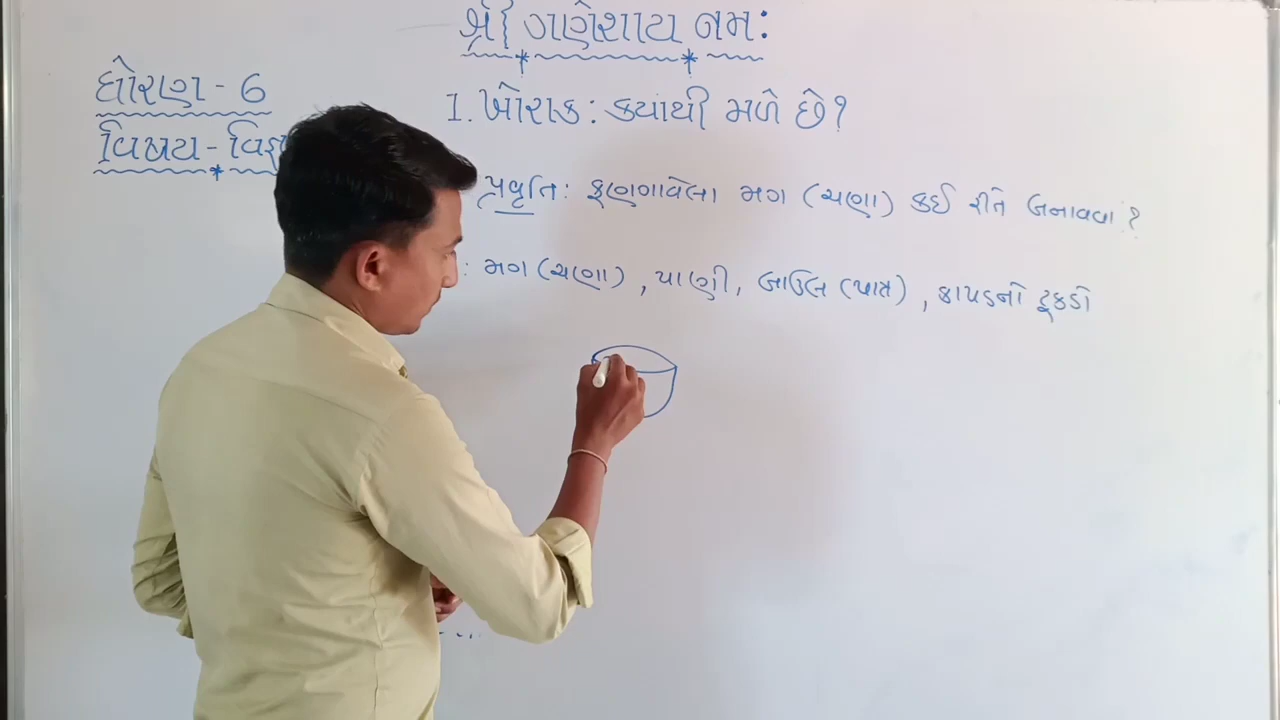 શ્રી ગણેશાય નમ:
ધોરણ - 6
1. ખોરાક : ક્યાંથી મળે છે?
વિષય - વિજ્ઞ
પ્રવૃતિ : ફણગાવેલા મગ (ચણા) કઈ રીતે બનાવવા ?
: મગ (ચણા) , પાણી, બાઉલ (પાત્ર) , કાપડનો ટૂકડો